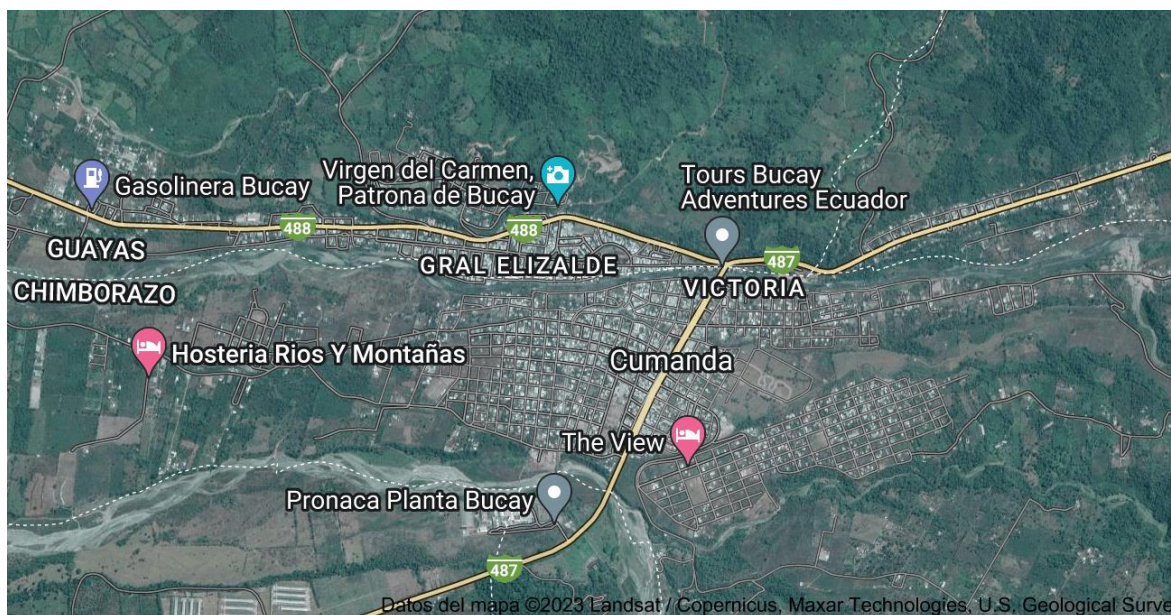 Virgen del Carmen,
Patrona de Bucay
Tours Bucay
Adventures Ecuador
Gasolinera Bucay
488
488
GUAYAS
GRAL ELIZALDE
487
VICTORIA
CHIMBORAZO
Hosteria Rios Y Montañas
Cumanda
The View
Pronaca Planta Bucay
487
Datos del mapa ©2023 Landsat / Copernicus, Maxar Technologies, U.S. Geological Surv